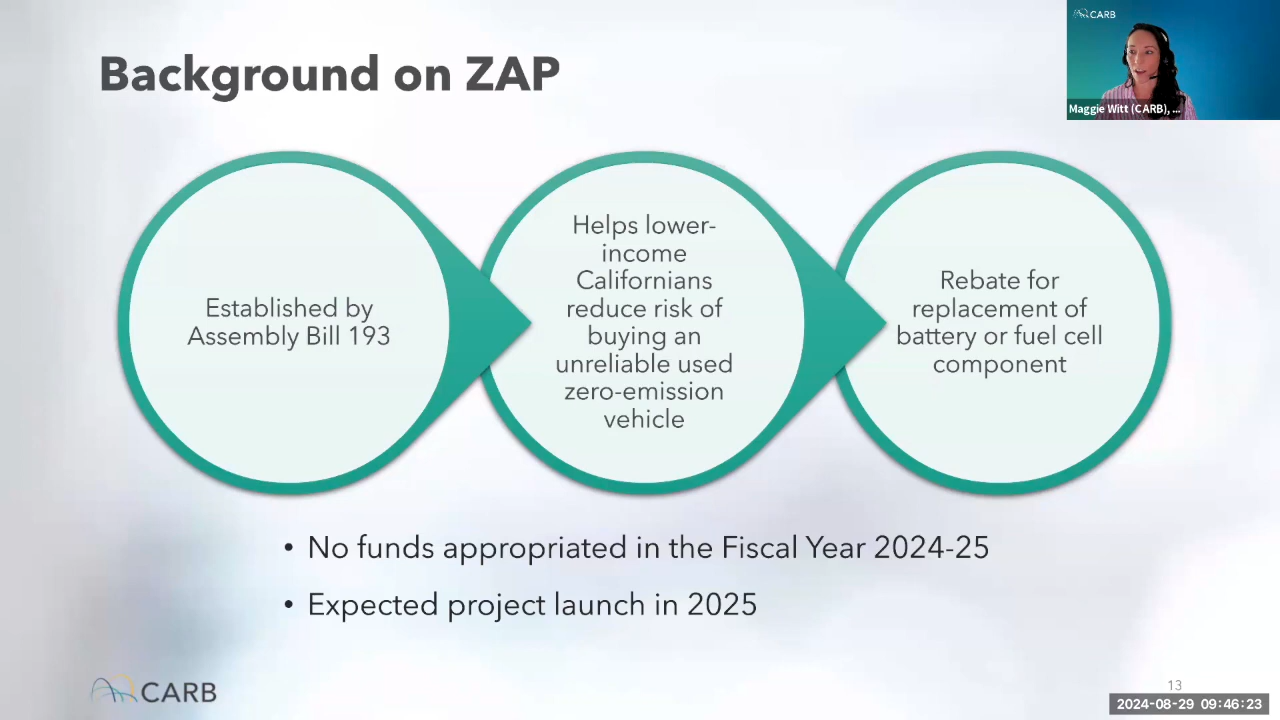 CARB
Maggie Witt (CARB), ...
Background on ZAP
Established by
Assembly Bill 193
Helps lower-
income
Californians
reduce risk of
buying an
unreliable used
zero-emission
vehicle
Rebate for
replacement of
battery or fuel cell
component
• No funds appropriated in the Fiscal Year 2024-25
• Expected project launch in 2025
CARB
13
2024-08-29 09:46:23